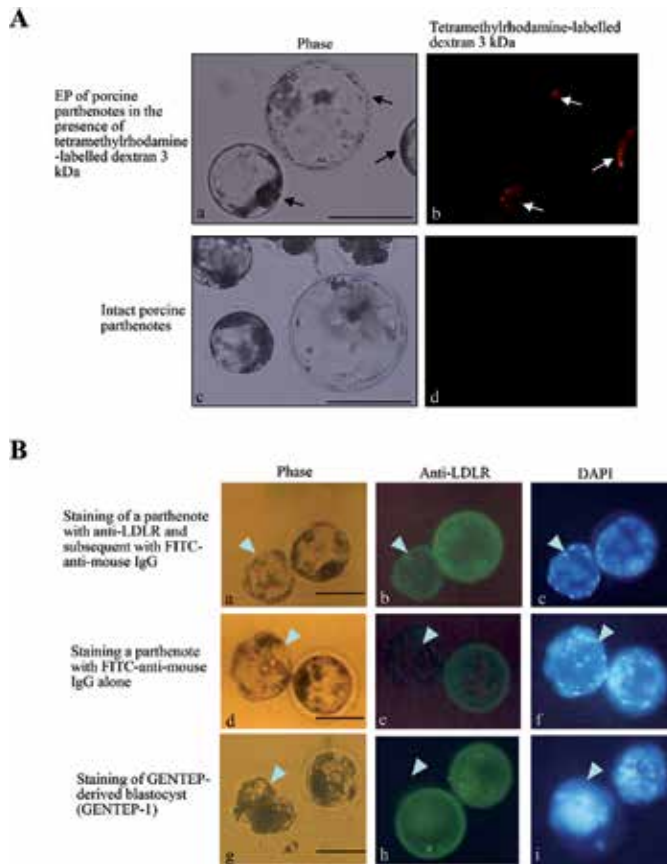 A
Phase
Tetramethylrhodamine-labelled
dextran 3 kDa
EP of porcine
parthenotes in the
presence of
tetramethylrhodamine
-labelled dextran 3
kDa
a
b
Intact porcine
parthenotes
c
d
B
Phase
Anti-LDLR
DAPI
Staining of a parthenote
with anti-LDLR and
subsequent with FITC-
anti-mouse IgG
a
b
c
Staining a parthenote
with FITC-anti-mouse
IgG alone
d
e
f
Staining of GENTEP-
derived blastocyst
(GENTEP-1)
g
h
i